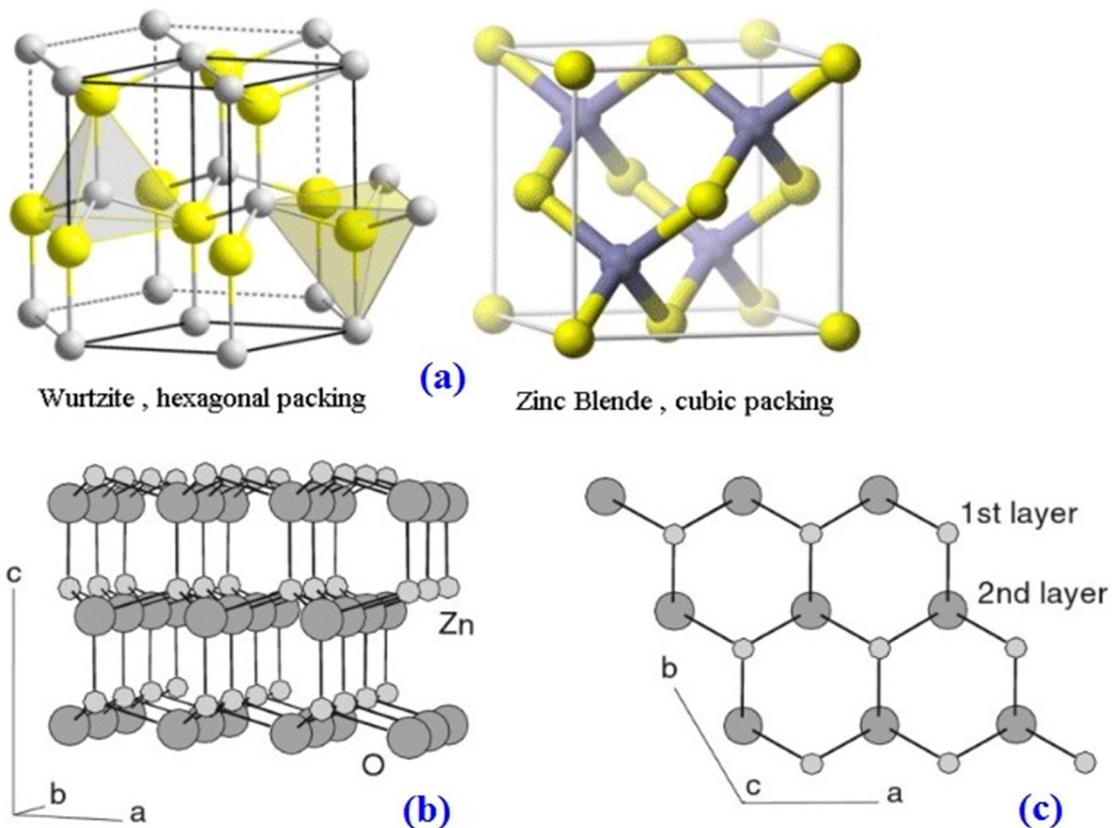 (a)
Wurtzite , hexagonal packing
Zinc Blende , cubic packing
c
Zn
O
b
a
(b)
1st layer
2nd layer
b
c
a
(c)